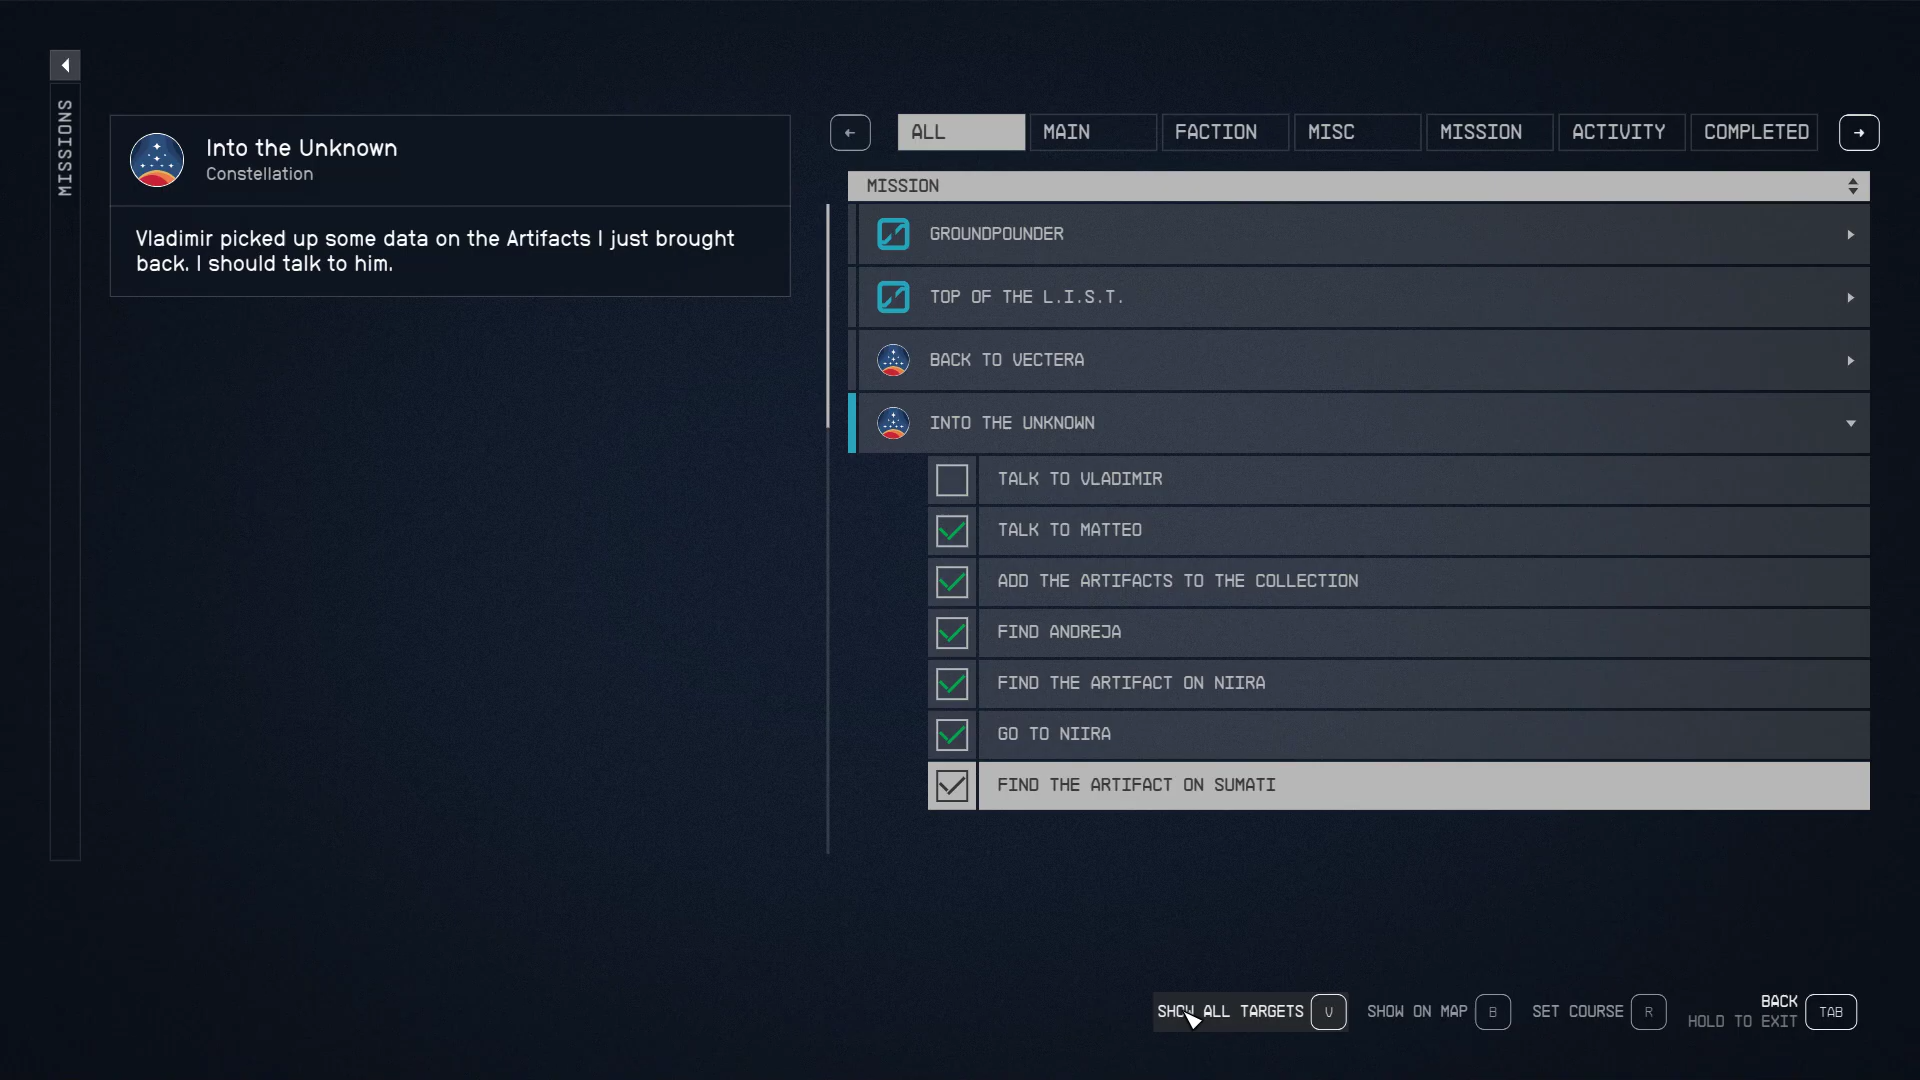 MISSIONS
Into the Unknown
Constellation
Vladimir picked up some data on the Artifacts I just brought
back. I should talk to him.
ALL
MAIN
FACTION
MISC
MISSION
ACTIVITY
COMPLETED
MISSION
GROUNDPOUNDER
TOP OF THE L.I.S.T.
BACK TO VECTERA
INTO THE UNKNOWN
TALK TO VLADIMIR
TALK TO MATTEO
ADD THE ARTIFACTS TO THE COLLECTION
FIND ANDREJA
FIND THE ARTIFACT ON NIIRA
GO TO NIIRA
FIND THE ARTIFACT ON SUMATI
SHOW ALL TARGETS V
SHOW ON MAP B
SET COURSE R
BACK
HOLD TO EXIT
TAB